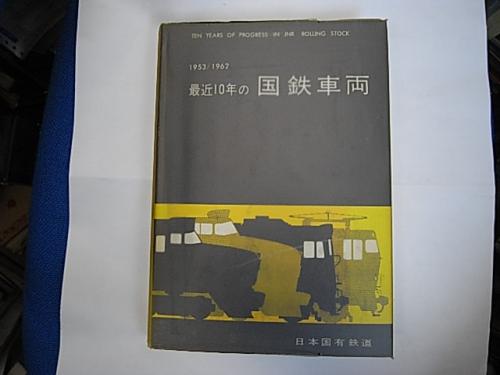 TEN YEARS OF PROGRESS IN JNR ROLLING STOCK
1953/1962
最近10年の 国鉄車両
日本国有鉄道